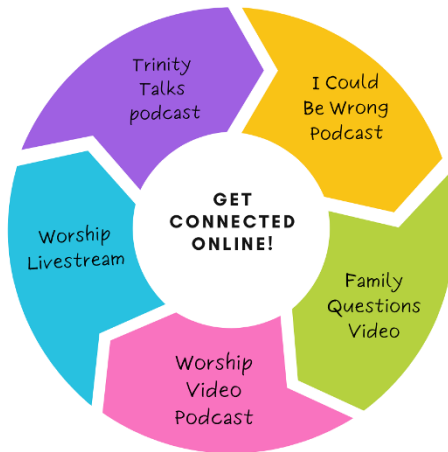 Trinity
Talks
podcast
I Could
Be Wrong
Podcast
GET
CONNECTED
ONLINE!
Worship
Livestream
Family
Questions
Video
Worship
Video
Podcast